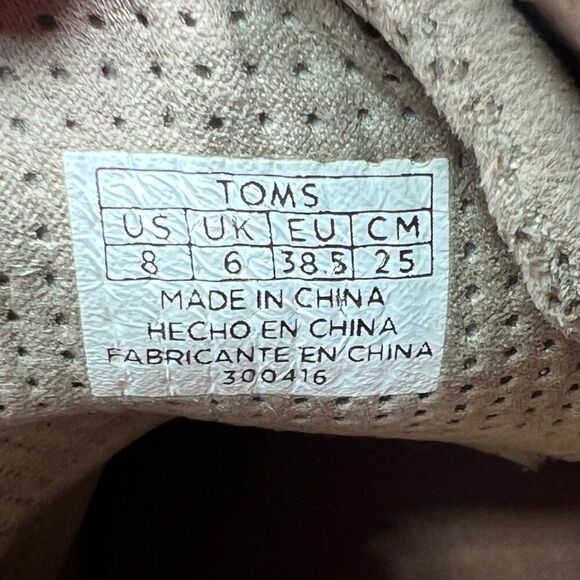 TOMS
US UK EU CM
8 6 38.5 25
MADE IN CHINA
HECHO EN CHINA
FABRICANTE EN CHINA
300416